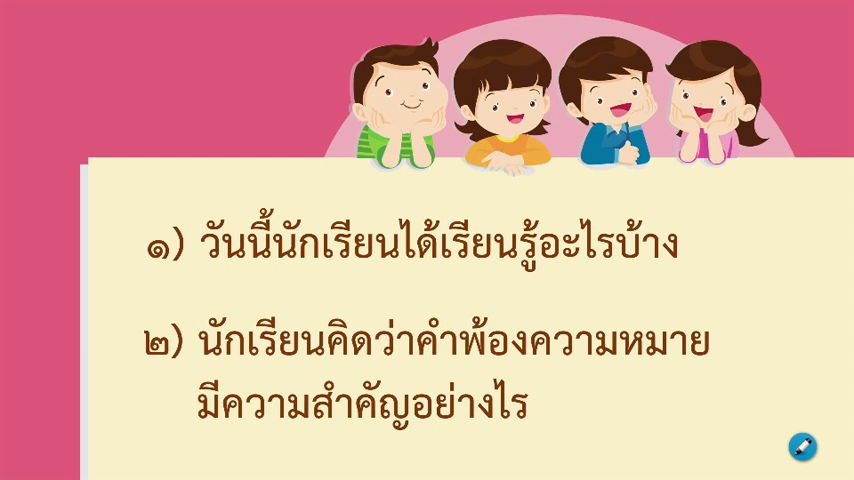 ๑) วันนี้นักเรียนได้เรียนรู้อะไรบ้าง
๒) นักเรียนคิดว่าคำพ้องความหมาย
มีความสำคัญอย่างไร